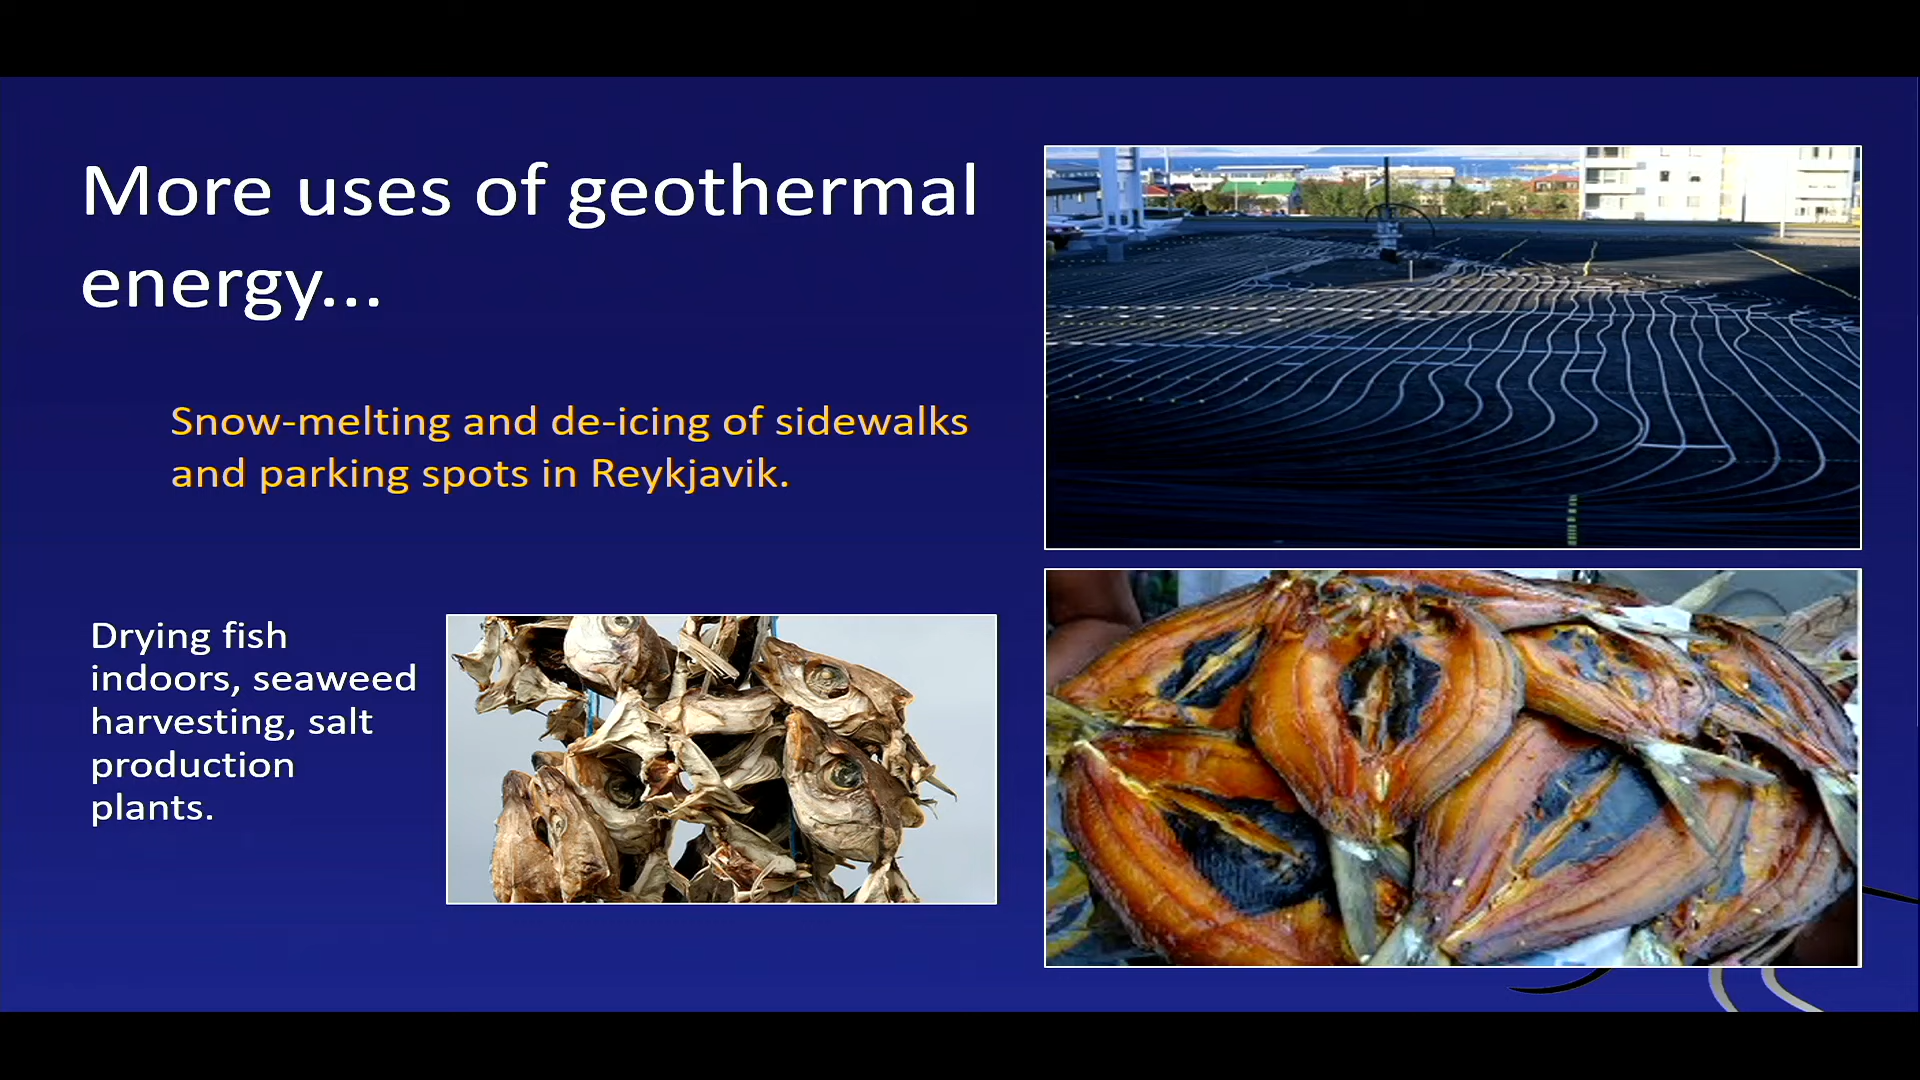 More uses of geothermal
energy...
Snow-melting and de-icing of sidewalks
and parking spots in Reykjavik.
Drying fish
indoors, seaweed
harvesting, salt
production
plants.